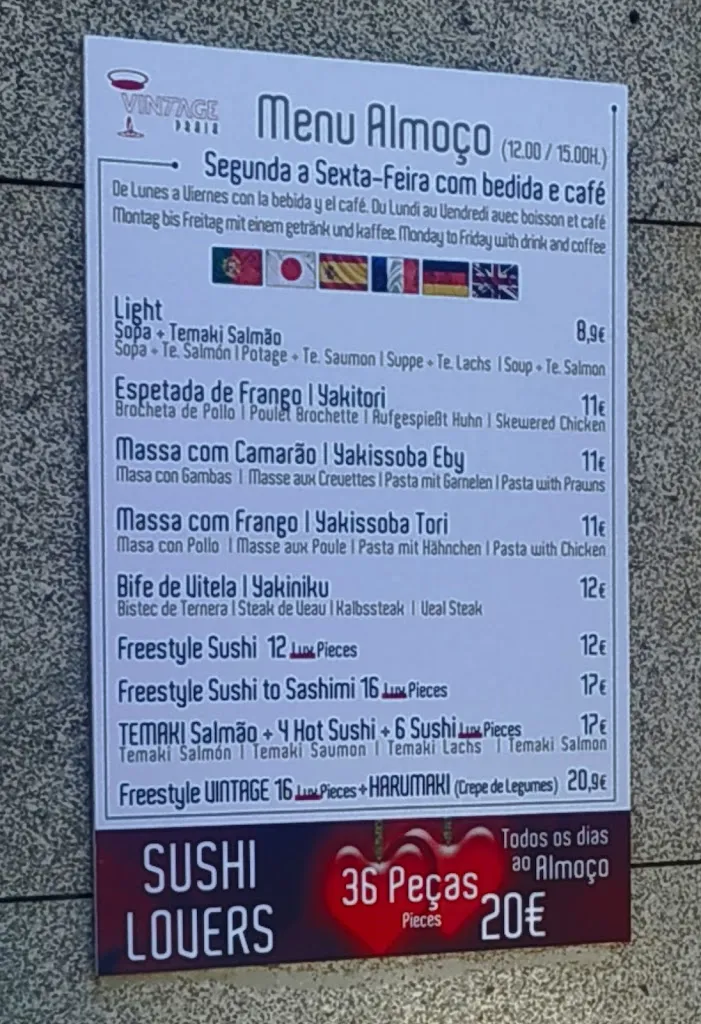 VINTAGE
PRAIA
Menu Almoço (12.00 / 15.00H.)
Segunda a Sexta-Feira com bedida e café
De Lunes a Viernes con la bebida y el café. Du Lundi au Vendredi avec boisson et café
Montag bis Freitag mit einem getränk und kaffee. Monday to Friday with drink and coffee
Light
Sopa + Temaki Salmão 8,9€
Sopa + Te. Salmón | Potage + Te. Saumon | Suppe + Te. Lachs | Soup + Te. Salmon
Espetada de Frango | Yakitori 11€
Brocheta de Pollo | Poulet Brochette | Aufgespießt Huhn | Skewered Chicken
Massa com Camarão | Yakissoba Eby 11€
Masa con Gambas | Masse aux Creuettes | Pasta mit Garnelen | Pasta with Prawns
Massa com Frango | Yakissoba Tori 11€
Masa con Pollo | Masse aux Poule | Pasta mit Hähnchen | Pasta with Chicken
Bife de Vitela | Yakiniku 12€
Bistec de Ternera | Steak de Veau | Kalbssteak | Veal Steak
Freestyle Sushi 12 Lux Pieces 12€
Freestyle Sushi to Sashimi 16 Lux Pieces 17€
TEMAKI Salmão + 4 Hot Sushi + 6 Sushi Lux Pieces 17€
Temaki Salmón | Temaki Saumon | Temaki Lachs | Temaki Salmon
Freestyle VINTAGE 16 Lux Pieces + HARUMAKI (Crepe de Legumes) 20,9€
SUSHI
LOVERS
36 Peças
Pieces
20€
Todos os dias
ao Almoço